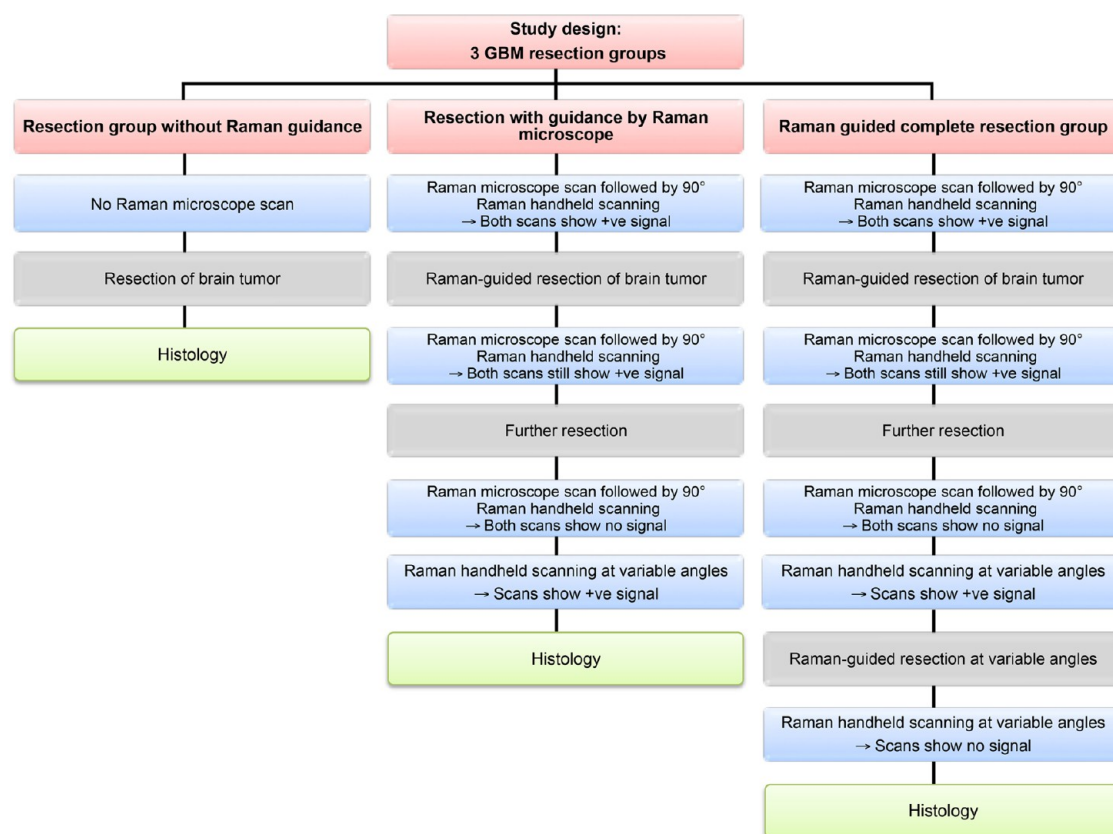 Study design:
3 GBM resection groups
Resection group without Raman guidance
No Raman microscope scan
Resection of brain tumor
Histology
Resection with guidance by Raman
microscope
Raman microscope scan followed by 90°
Raman handheld scanning
→ Both scans show +ve signal
Raman-guided resection of brain tumor
Raman microscope scan followed by 90°
Raman handheld scanning
→ Both scans still show +ve signal
Further resection
Raman microscope scan followed by 90°
Raman handheld scanning
→ Both scans show no signal
Raman handheld scanning at variable angles
→ Scans show +ve signal
Histology
Raman guided complete resection group
Raman microscope scan followed by 90°
Raman handheld scanning
→ Both scans show +ve signal
Raman-guided resection of brain tumor
Raman microscope scan followed by 90°
Raman handheld scanning
→ Both scans still show +ve signal
Further resection
Raman microscope scan followed by 90°
Raman handheld scanning
→ Both scans show no signal
Raman handheld scanning at variable angles
→ Scans show +ve signal
Raman-guided resection at variable angles
Raman handheld scanning at variable angles
→ Scans show no signal
Histology